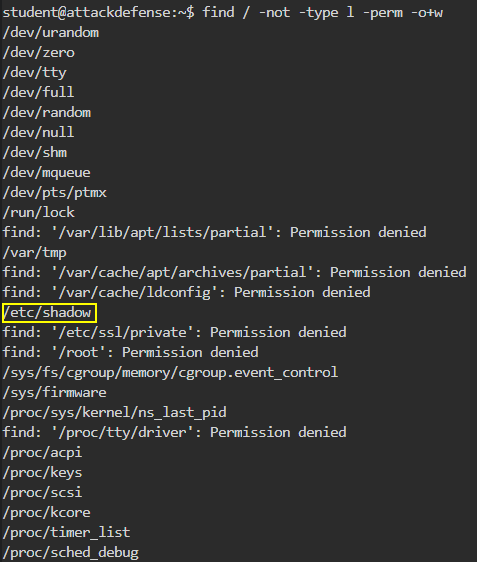 student@attackdefense:~$ find / -not -type l -perm -o+w
/dev/urandom
/dev/zero
/dev/tty
/dev/full
/dev/random
/dev/null
/dev/shm
/dev/mqueue
/dev/pts/ptmx
/run/lock
find: '/var/lib/apt/lists/partial': Permission denied
/var/tmp
find: '/var/cache/apt/archives/partial': Permission denied
find: '/var/cache/ldconfig': Permission denied
/etc/shadow
find: '/etc/ssl/private': Permission denied
find: '/root': Permission denied
/sys/fs/cgroup/memory/cgroup.event_control
/sys/firmware
/proc/sys/kernel/ns_last_pid
find: '/proc/tty/driver': Permission denied
/proc/acpi
/proc/keys
/proc/scsi
/proc/kcore
/proc/timer_list
/proc/sched_debug